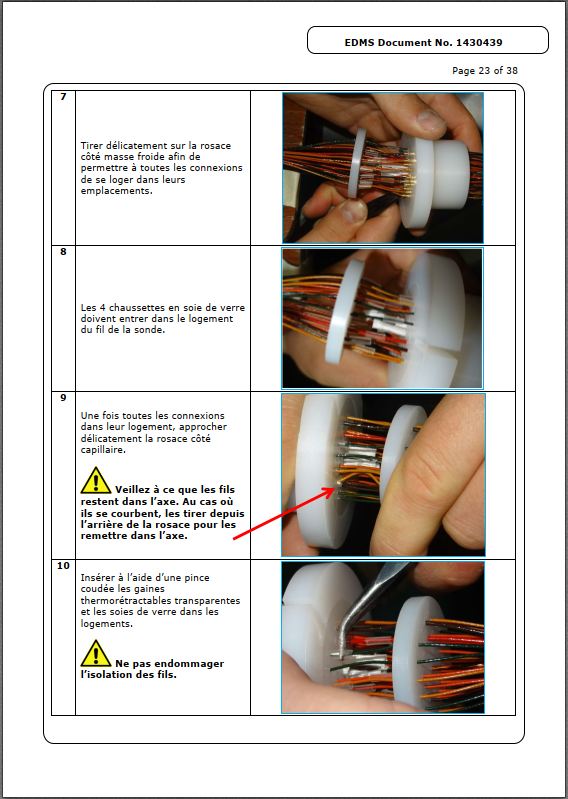 EDMS Document No. 1430439
Page 23 of 38
7
Tirer délicatement sur la rosace
côté masse froide afin de
permettre à toutes les connexions
de se loger dans leurs
emplacements.
8
Les 4 chaussettes en soie de verre
doivent entrer dans le logement
du fil de la sonde.
9
Une fois toutes les connexions
dans leur logement, approcher
délicatement la rosace côté
capillaire.
Veillez à ce que les fils
restent dans l’axe. Au cas où
ils se courbent, les tirer depuis
l’arrière de la rosace pour les
remettre dans l’axe.
10
Insérer à l’aide d’une pince
coudée les gaines
thermorétractables transparentes
et les soies de verre dans les
logements.
Ne pas endommager
l’isolation des fils.